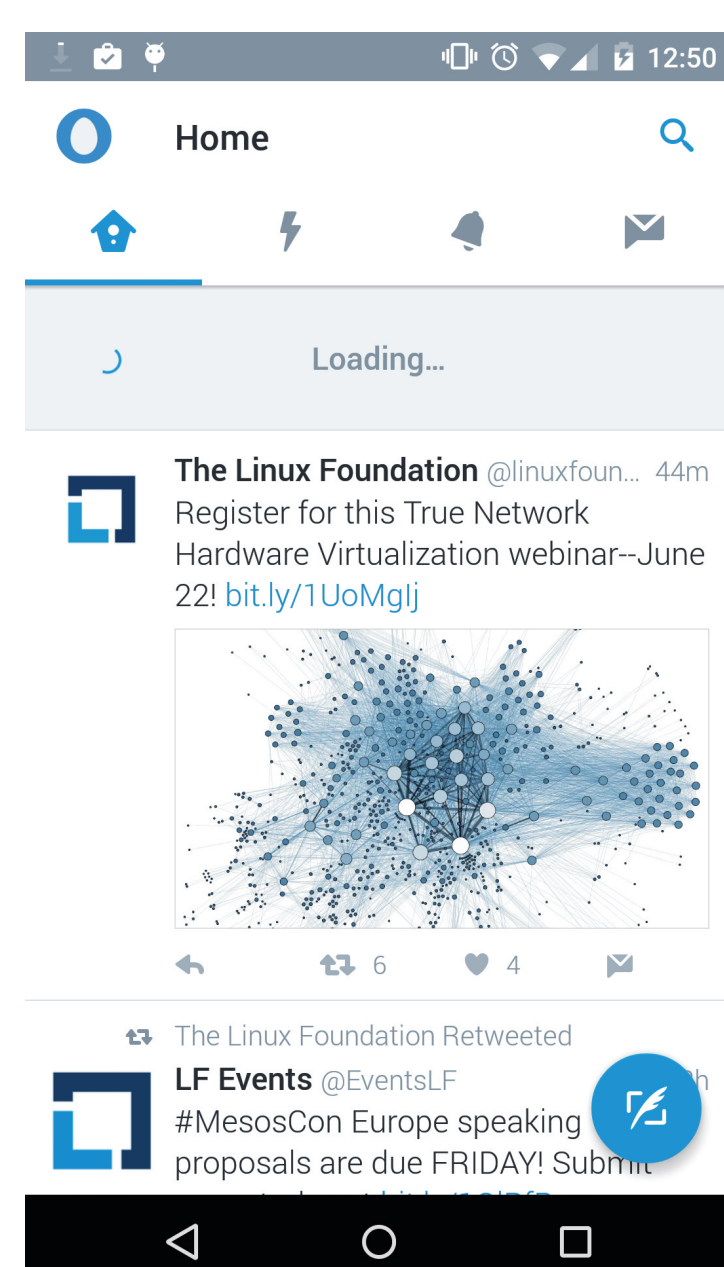 12:50
Home
Loading…
The Linux Foundation @linuxfoun… 44m
Register for this True Network
Hardware Virtualization webinar--June
22! bit.ly/1UoMgIj
6 4
The Linux Foundation Retweeted
LF Events @EventsLF
#MesosCon Europe speaking
proposals are due FRIDAY! Submit